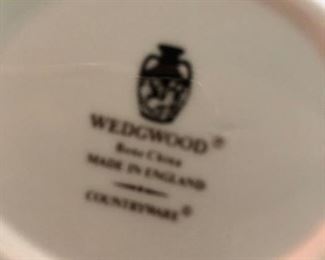 WEDGWOOD®
Bone China
MADE IN ENGLAND
COUNTRYWARE©